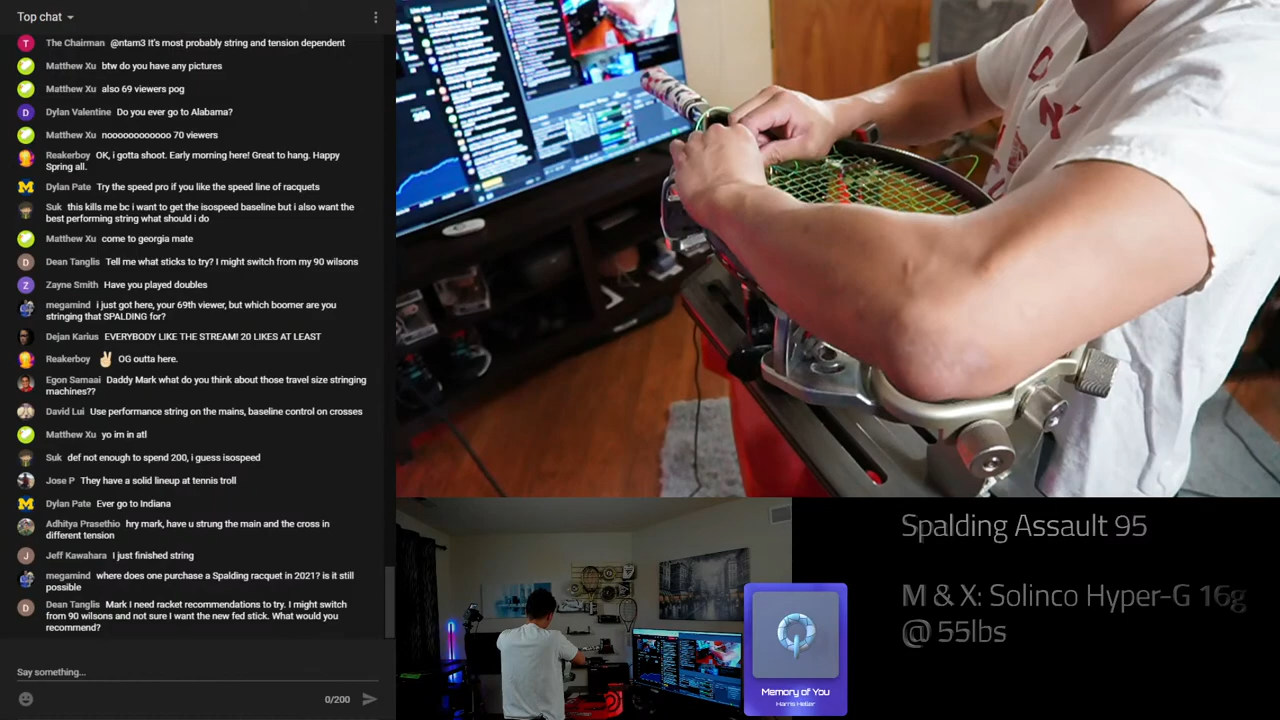 Top chat
The Chairman @ntam3 It's most probably string and tension dependent
Matthew Xu btw do you have any pictures
Matthew Xu also 69 viewers pog
D Dylan Valentine Do you ever go to Alabama?
Matthew Xu noooooooooooo 70 viewers
Reakerboy OK, i gotta shoot. Early morning here! Great to hang. Happy
Spring all.
Dylan Pate Try the speed pro if you like the speed line of racquets
Suk this kills me bc i want to get the isospeed baseline but i also want the
best performing string what should i do
Matthew Xu come to georgia mate
D Dean Tanglis Tell me what sticks to try? I might switch from my 90 wilsons
Z Zayne Smith Have you played doubles
megamind i just got here, your 69th viewer, but which boomer are you
stringing that SPALDING for?
Dejan Karius EVERYBODY LIKE THE STREAM! 20 LIKES AT LEAST
Reakerboy ✌🏼 OG outta here.
Egon Samaai Daddy Mark what do you think about those travel size stringing
machines??
David Lui Use performance string on the mains, baseline control on crosses
Matthew Xu yo im in atl
Suk def not enough to spend 200, i guess isospeed
Jose P They have a solid lineup at tennis troll
Dylan Pate Ever go to Indiana
Adhitya Prasethio hry mark, have u strung the main and the cross in
different tension
J Jeff Kawahara I just finished string
megamind where does one purchase a Spalding racquet in 2021? is it still
possible
D Dean Tanglis Mark I need racket recommendations to try. I might switch
from 90 wilsons and not sure I want the new fed stick. What would you
recommend?
Say something...
0/200
Spalding Assault 95
M & X: Solinco Hyper-G 16g
@ 55lbs
Memory of You
Harris Heller